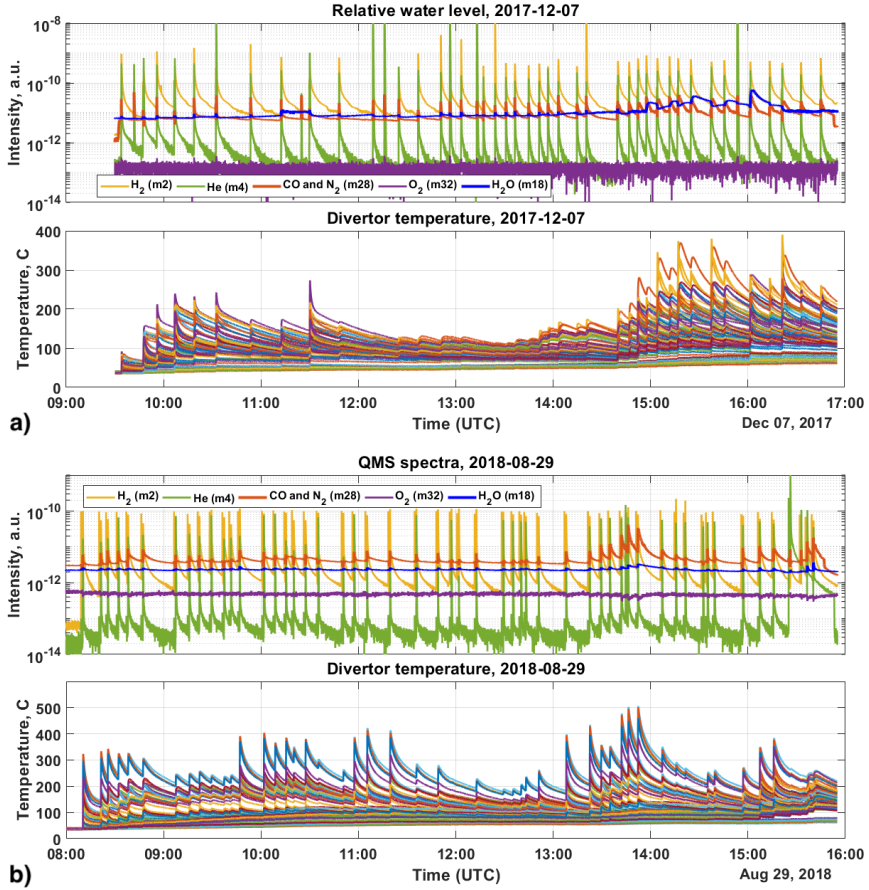 Relative water level, 2017-12-07
Intensity, a.u.
10⁻⁸
10⁻¹⁰
10⁻¹²
10⁻¹⁴
H₂ (m2) He (m4) CO and N₂ (m28) O₂ (m32) H₂O (m18)
Divertor temperature, 2017-12-07
Temperature, C
400
300
200
100
0
09:00 10:00 11:00 12:00 13:00 14:00 15:00 16:00 17:00
a) Time (UTC) Dec 07, 2017
QMS spectra, 2018-08-29
Intensity, a.u.
10⁻¹⁰
10⁻¹²
10⁻¹⁴
H₂ (m2) He (m4) CO and N₂ (m28) O₂ (m32) H₂O (m18)
Divertor temperature, 2018-08-29
Temperature, C
500
400
300
200
100
0
08:00 09:00 10:00 11:00 12:00 13:00 14:00 15:00 16:00
b) Time (UTC) Aug 29, 2018